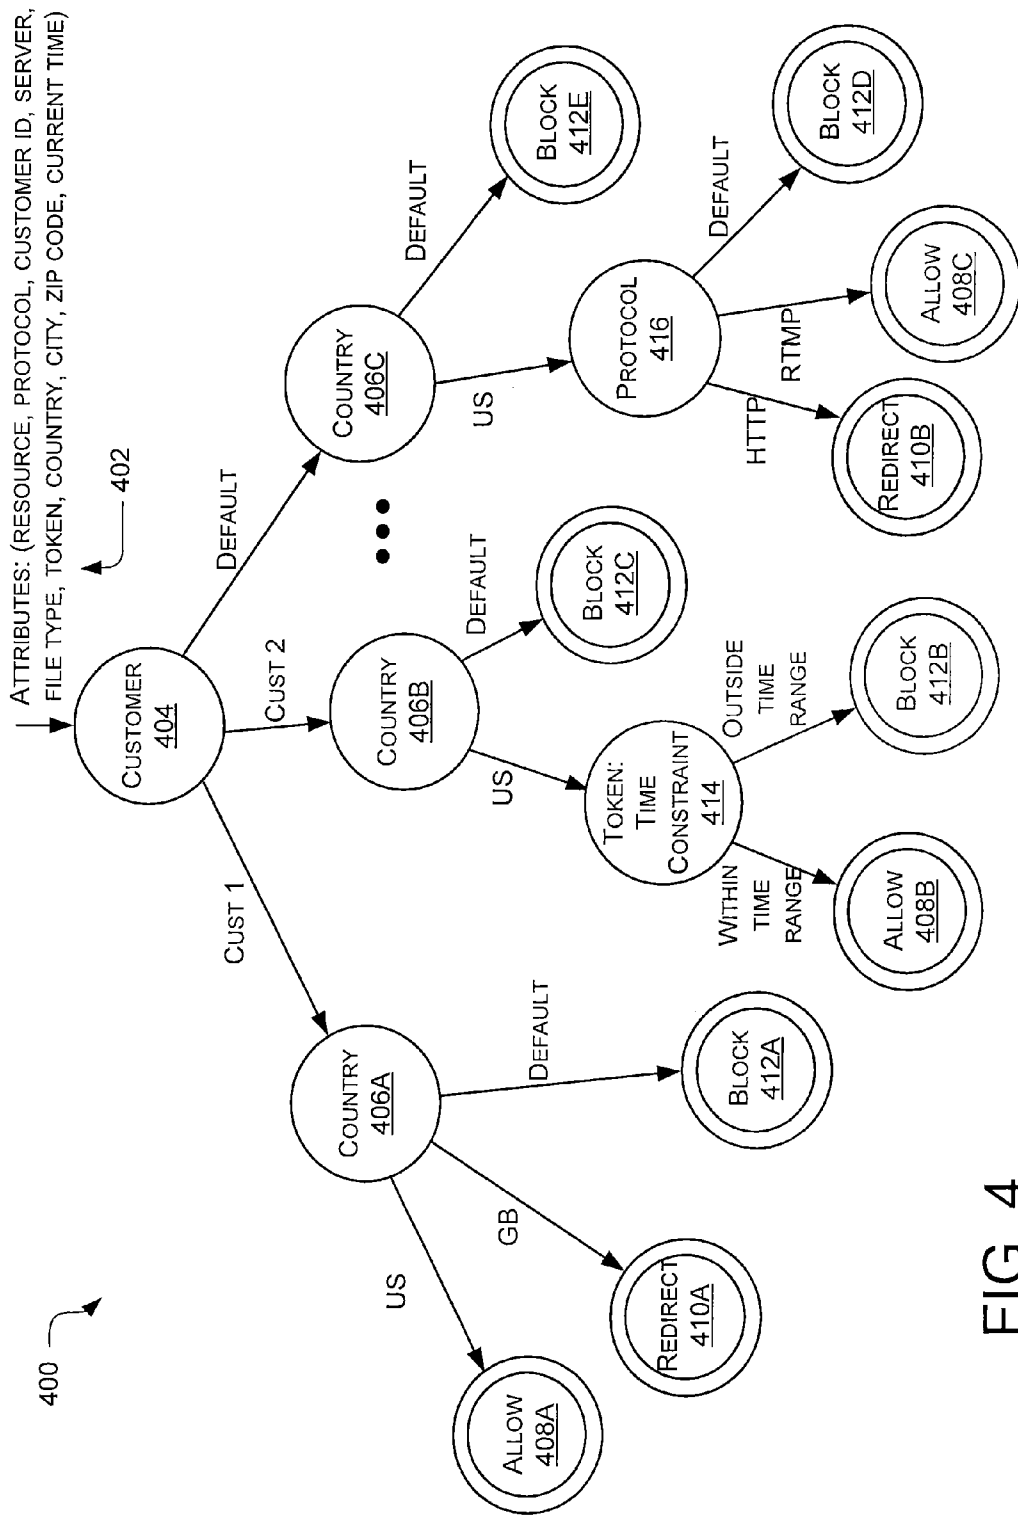 ATTRIBUTES: (RESOURCE, PROTOCOL, CUSTOMER ID, SERVER,
FILE TYPE, TOKEN, COUNTRY, CITY, ZIP CODE, CURRENT TIME)
400
402
CUSTOMER
404
CUST 1
CUST 2
DEFAULT
COUNTRY
406A
COUNTRY
406B
COUNTRY
406C
US
GB
DEFAULT
US
DEFAULT
US
DEFAULT
ALLOW
408A
REDIRECT
410A
BLOCK
412A
TOKEN:
TIME
CONSTRAINT
414
BLOCK
412C
PROTOCOL
416
BLOCK
412E
WITHIN
TIME
RANGE
OUTSIDE
TIME
RANGE
HTTP
RTMP
DEFAULT
ALLOW
408B
BLOCK
412B
REDIRECT
410B
ALLOW
408C
BLOCK
412D
FIG. 4